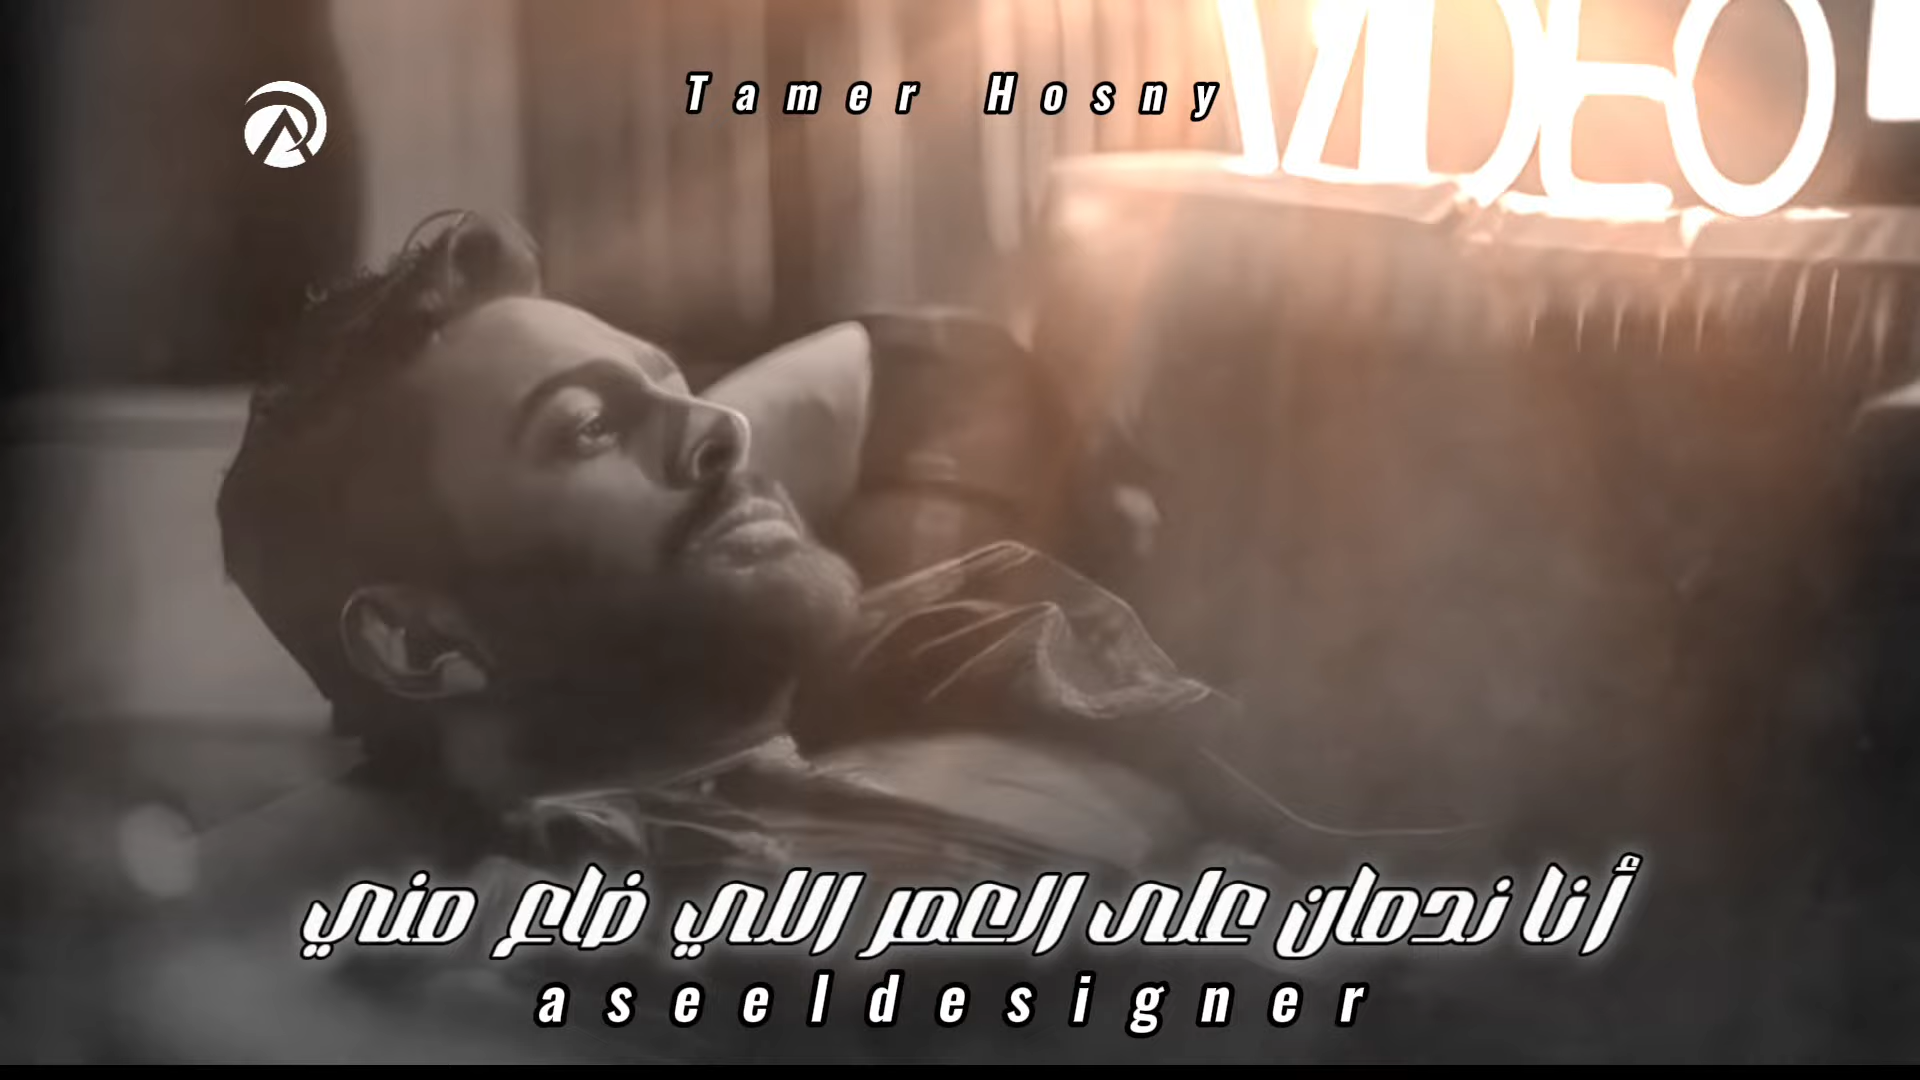 VIDEO
Tamer Hosny
أنا ندمان على العمر اللي ضاع مني
aseeldesigner